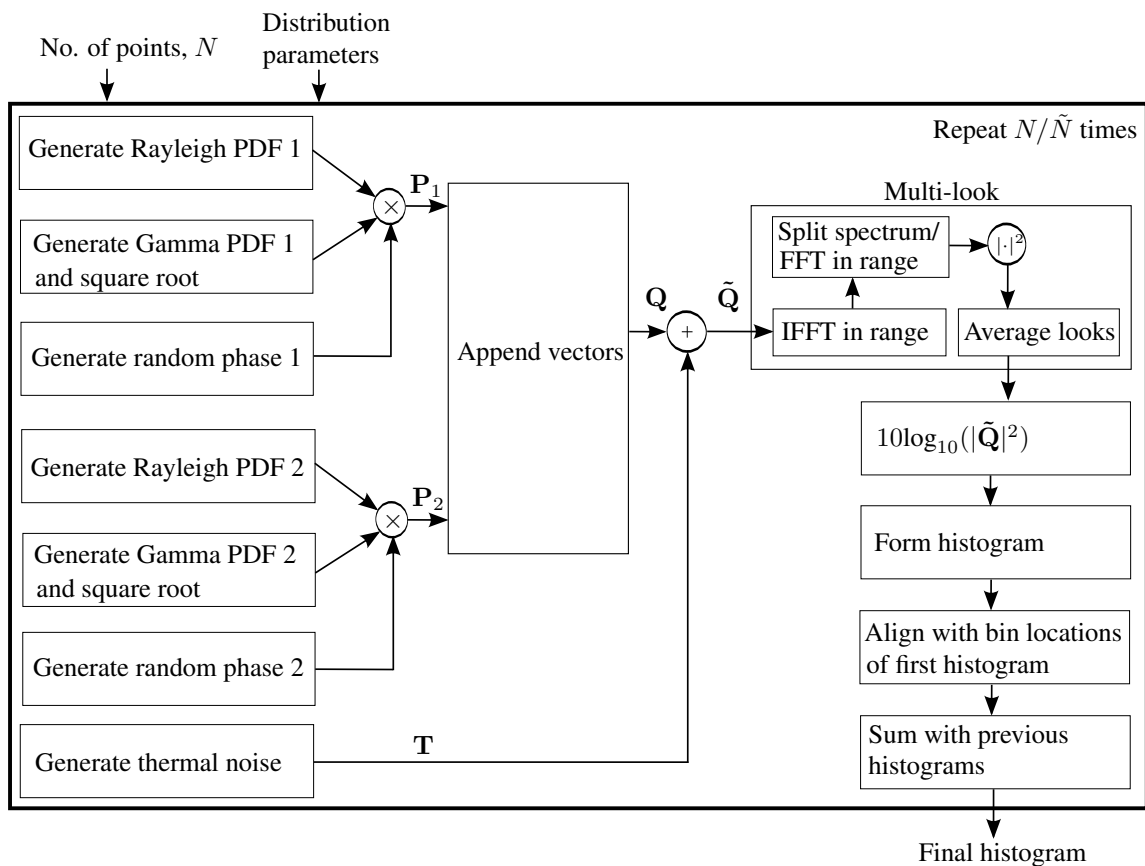 No. of points, N
Distribution
parameters
Repeat N/Ñ times
Generate Rayleigh PDF 1
Generate Gamma PDF 1
and square root
Generate random phase 1
×
P₁
Generate Rayleigh PDF 2
Generate Gamma PDF 2
and square root
Generate random phase 2
×
P₂
Generate thermal noise
T
Append vectors
Q
+
Q̃
Multi-look
Split spectrum/
FFT in range
|·|²
IFFT in range
Average looks
10log₁₀(|Q̃|²)
Form histogram
Align with bin locations
of first histogram
Sum with previous
histograms
Final histogram